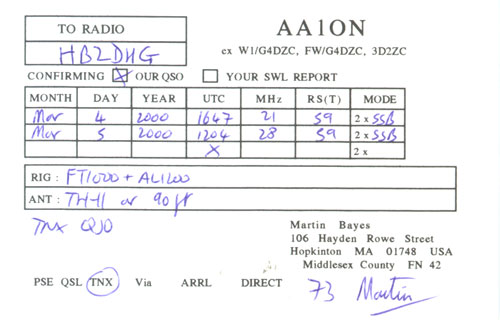 TO RADIO
HB2DHG
AA1ON
ex W1/G4DZC, FW/G4DZC, 3D2ZC
CONFIRMING X OUR QSO YOUR SWL REPORT
MONTH DAY YEAR UTC MHz RS(T) MODE
Mar 4 2000 1647 21 59 2 x SSB
Mar 5 2000 1204 28 59 2 x SSB
X 2 x
RIG : FT1000 + AL1200
ANT : TH-11 or 90ft
TNX QSO
Martin Bayes
106 Hayden Rowe Street
Hopkinton MA 01748 USA
Middlesex County FN 42
PSE QSL TNX Via ARRL DIRECT 73 Martin